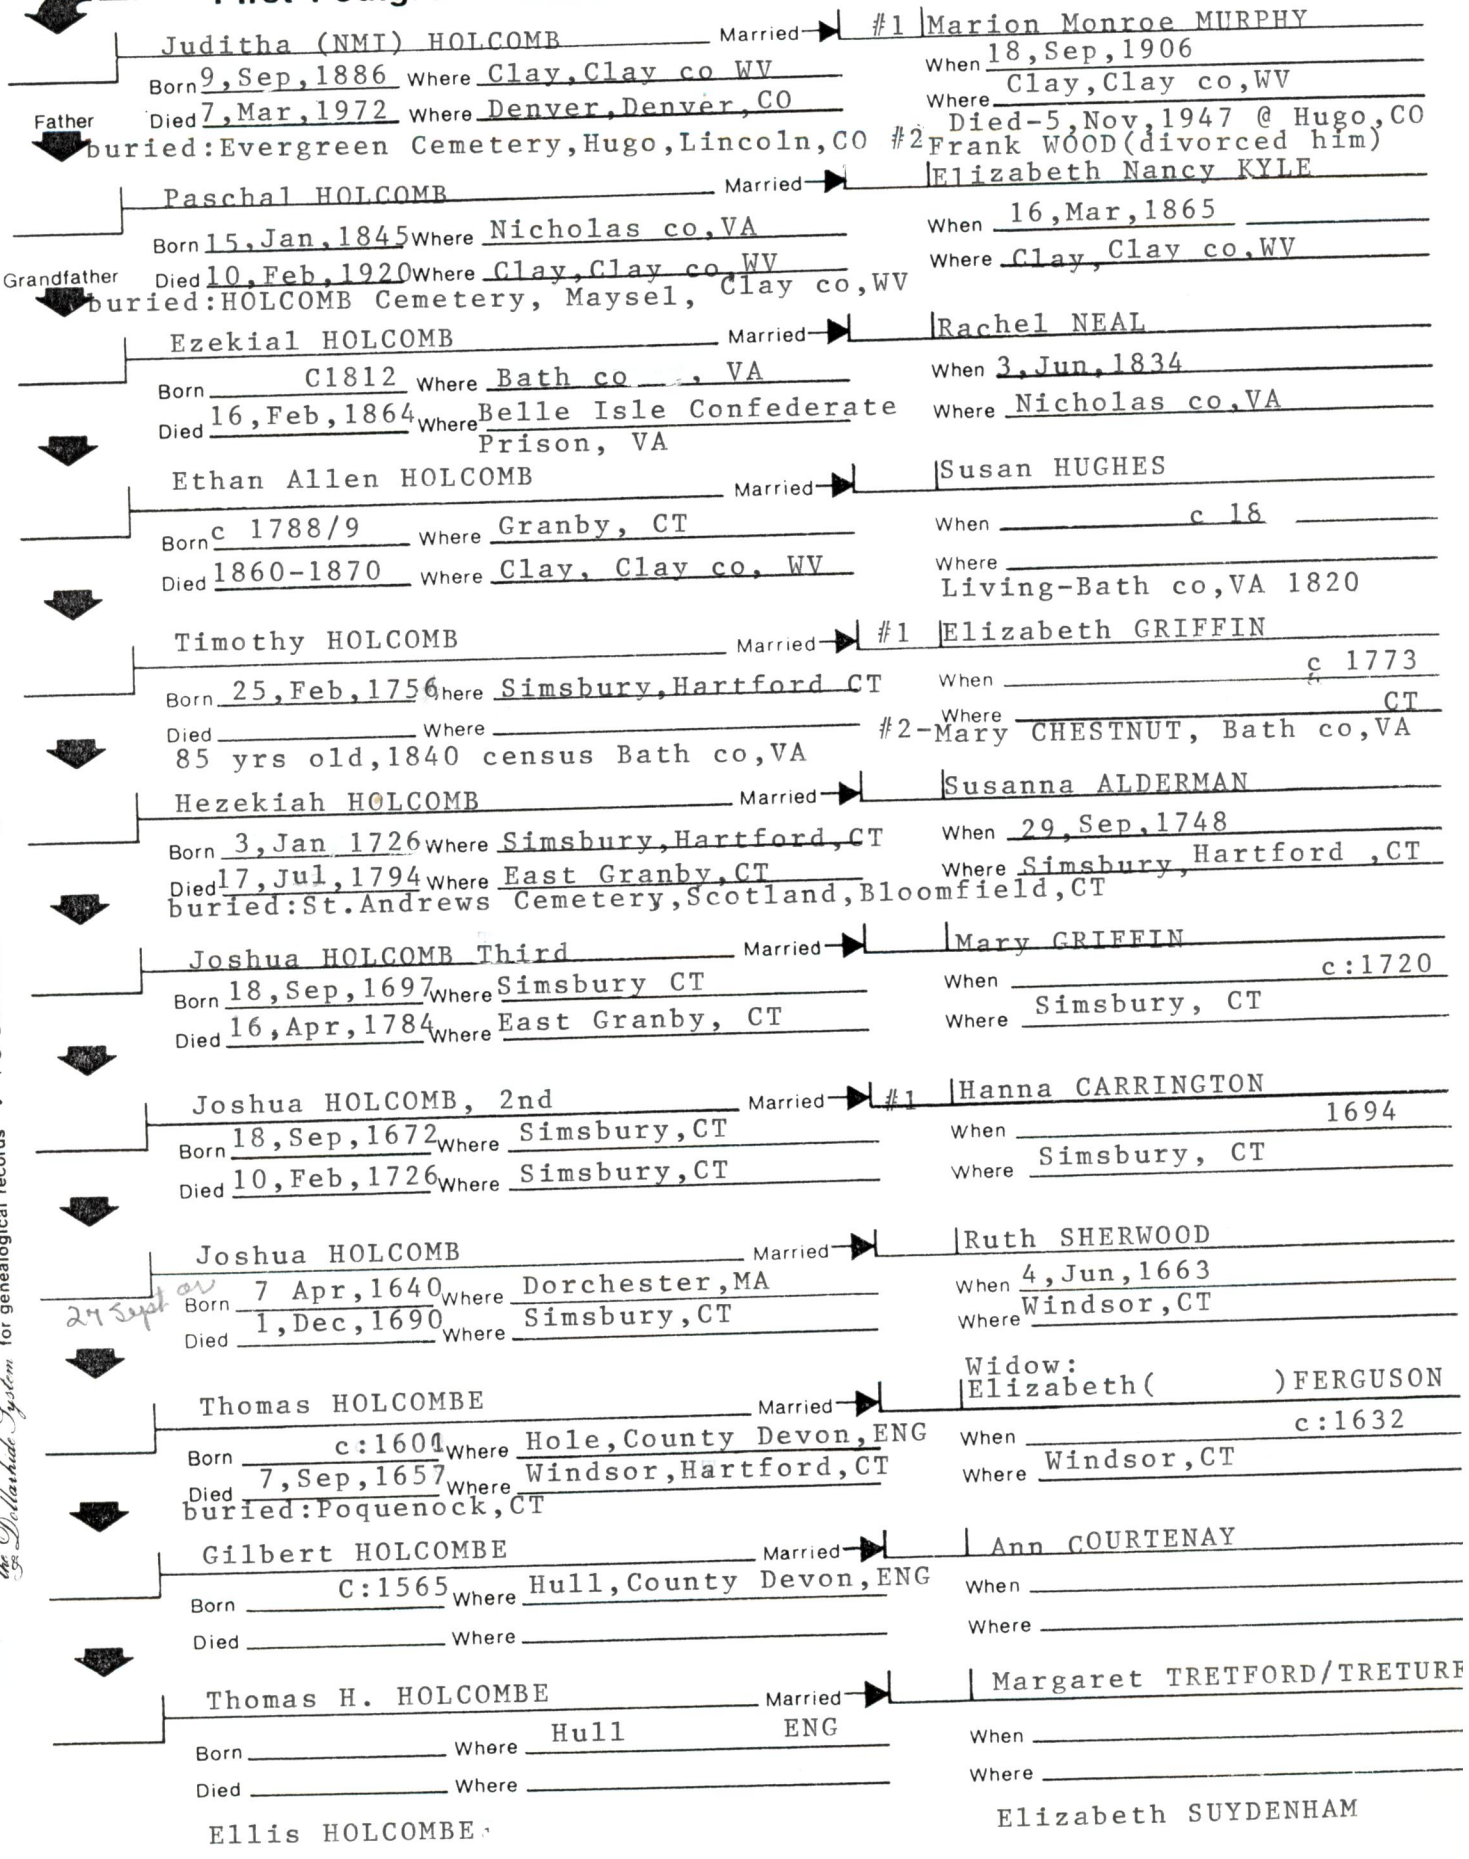 Juditha (NMI) HOLCOMB Married #1 Marion Monroe MURPHY
Born 9,Sep,1886 Where Clay,Clay co WV When 18,Sep,1906
Died 7,Mar,1972 Where Denver,Denver,CO Where Clay,Clay co,WV
Father
Died-5,Nov,1947 @ Hugo,CO
buried:Evergreen Cemetery,Hugo,Lincoln,CO #2 Frank WOOD(divorced him)
Paschal HOLCOMB Married Elizabeth Nancy KYLE
Born 15,Jan,1845 Where Nicholas co,VA When 16,Mar,1865
Grandfather Died 10,Feb,1920 Where Clay,Clay co,WV Where Clay,Clay co,WV
buried:HOLCOMB Cemetery, Maysel, Clay co,WV
Ezekial HOLCOMB Married Rachel NEAL
Born C1812 Where Bath co , VA When 3,Jun,1834
Died 16,Feb,1864 Where Belle Isle Confederate Where Nicholas co,VA
Prison, VA
Ethan Allen HOLCOMB Married Susan HUGHES
Born c 1788/9 Where Granby, CT When c 18
Died 1860-1870 Where Clay, Clay co, WV Where
Living-Bath co,VA 1820
Timothy HOLCOMB Married #1 Elizabeth GRIFFIN
Born 25,Feb,1756 here Simsbury,Hartford CT When c 1773
Died Where Where CT
#2-Mary CHESTNUT, Bath co,VA
85 yrs old,1840 census Bath co,VA
Hezekiah HOLCOMB Married Susanna ALDERMAN
Born 3,Jan 1726 Where Simsbury,Hartford,CT When 29,Sep,1748
Died 17,Jul,1794 Where East Granby,CT Where Simsbury,Hartford ,CT
buried:St.Andrews Cemetery,Scotland,Bloomfield,CT
Joshua HOLCOMB Third Married Mary GRIFFIN
Born 18,Sep,1697 Where Simsbury CT When c:1720
Died 16,Apr,1784 Where East Granby, CT Where Simsbury, CT
Joshua HOLCOMB, 2nd Married #1 Hanna CARRINGTON
Born 18,Sep,1672 Where Simsbury,CT When 1694
Died 10,Feb,1726 Where Simsbury,CT Where Simsbury, CT
for genealogical records
the Dollarhide System
Joshua HOLCOMB Married Ruth SHERWOOD
27 Sept or Born 7 Apr,1640 Where Dorchester,MA When 4,Jun,1663
Died 1,Dec,1690 Where Simsbury,CT Where Windsor,CT
Widow:
Thomas HOLCOMBE Married Elizabeth( )FERGUSON
Born c:1601 Where Hole,County Devon,ENG When c:1632
Died 7,Sep,1657 Where Windsor,Hartford,CT Where Windsor,CT
buried:Poquenock,CT
Gilbert HOLCOMBE Married Ann COURTENAY
Born C:1565 Where Hull,County Devon,ENG When
Died Where Where
Thomas H. HOLCOMBE Married Margaret TRETFORD/TRETURE
Born Where Hull ENG When
Died Where Where
Ellis HOLCOMBE Elizabeth SUYDENHAM